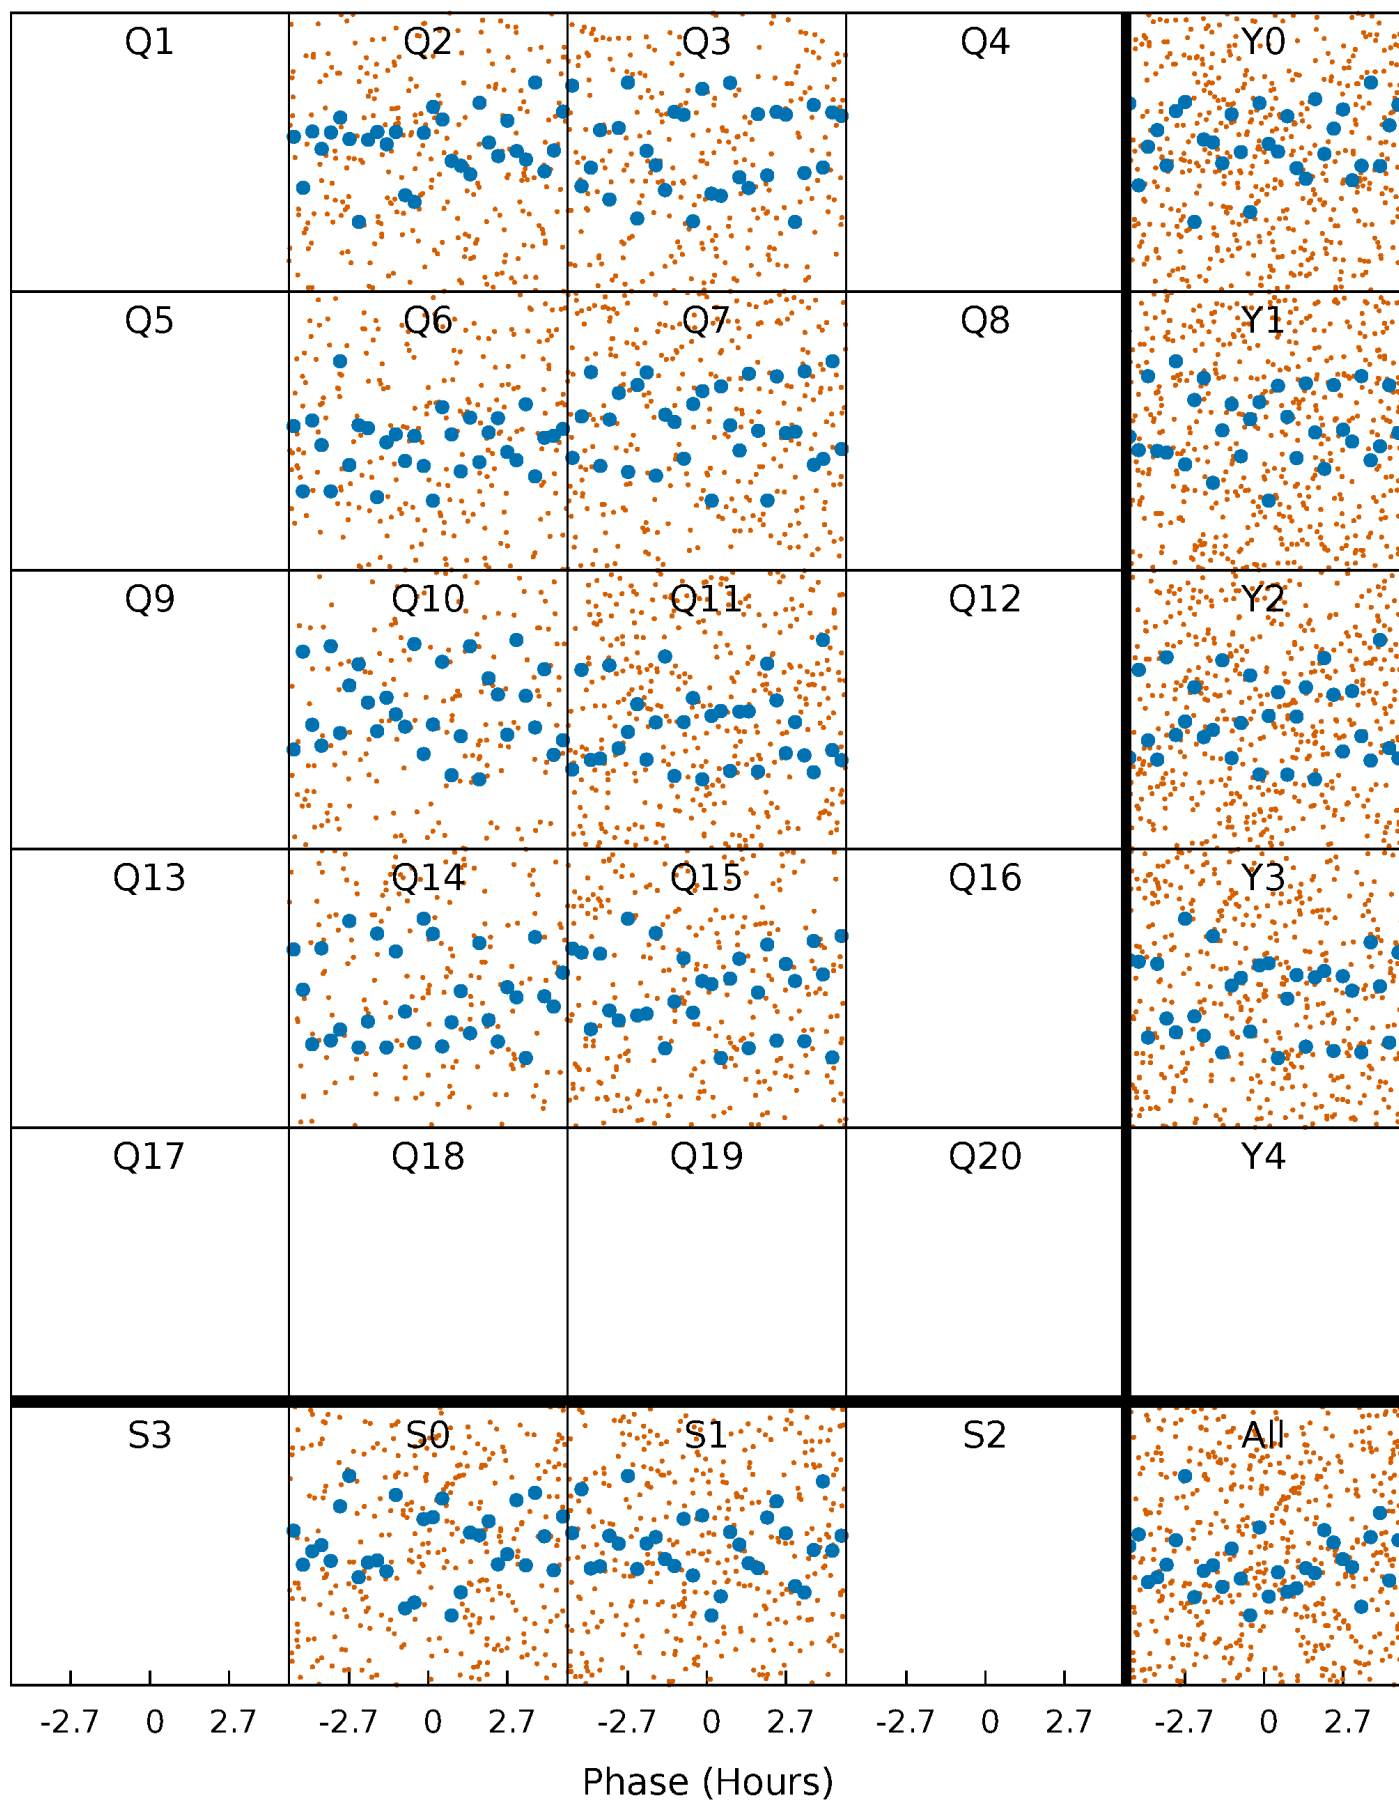 Q1 Q2 Q3 Q4 Y0
Q5 Q6 Q7 Q8 Y1
Q9 Q10 Q11 Q12 Y2
Q13 Q14 Q15 Q16 Y3
Q17 Q18 Q19 Q20 Y4
S3 S0 S1 S2 All
-2.7 0 2.7 -2.7 0 2.7 -2.7 0 2.7 -2.7 0 2.7 -2.7 0 2.7
Phase (Hours)